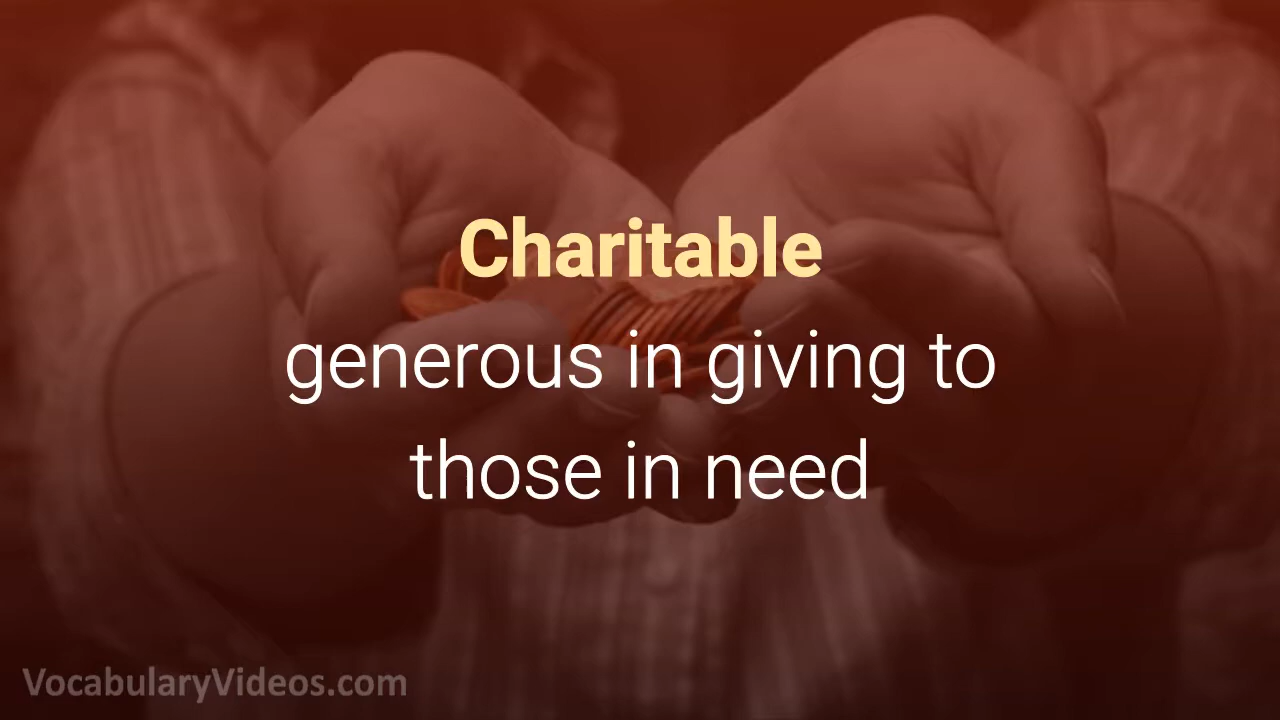 Charitable
generous in giving to
those in need
VocabularyVideos.com